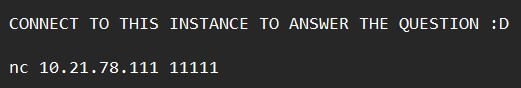 CONNECT TO THIS INSTANCE TO ANSWER THE QUESTION :D
nc 10.21.78.111 11111